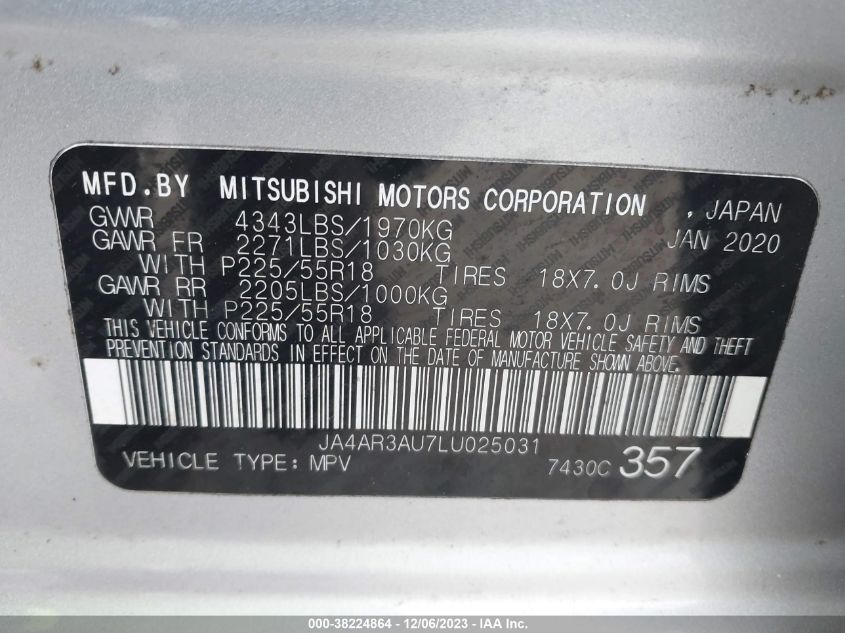 MFD.BY MITSUBISHI MOTORS CORPORATION , JAPAN
GVWR 4343LBS/1970KG JAN 2020
GAWR FR 2271LBS/1030KG
WITH P225/55R18 TIRES 18X7.0J RIMS
GAWR RR 2205LBS/1000KG
WITH P225/55R18 TIRES 18X7.0J RIMS
THIS VEHICLE CONFORMS TO ALL APPLICABLE FEDERAL MOTOR VEHICLE SAFETY AND THEFT
PREVENTION STANDARDS IN EFFECT ON THE DATE OF MANUFACTURE SHOWN ABOVE.
JA4AR3AU7LU025031
VEHICLE TYPE: MPV 7430C 357
000-38224864 - 12/06/2023 - IAA Inc.